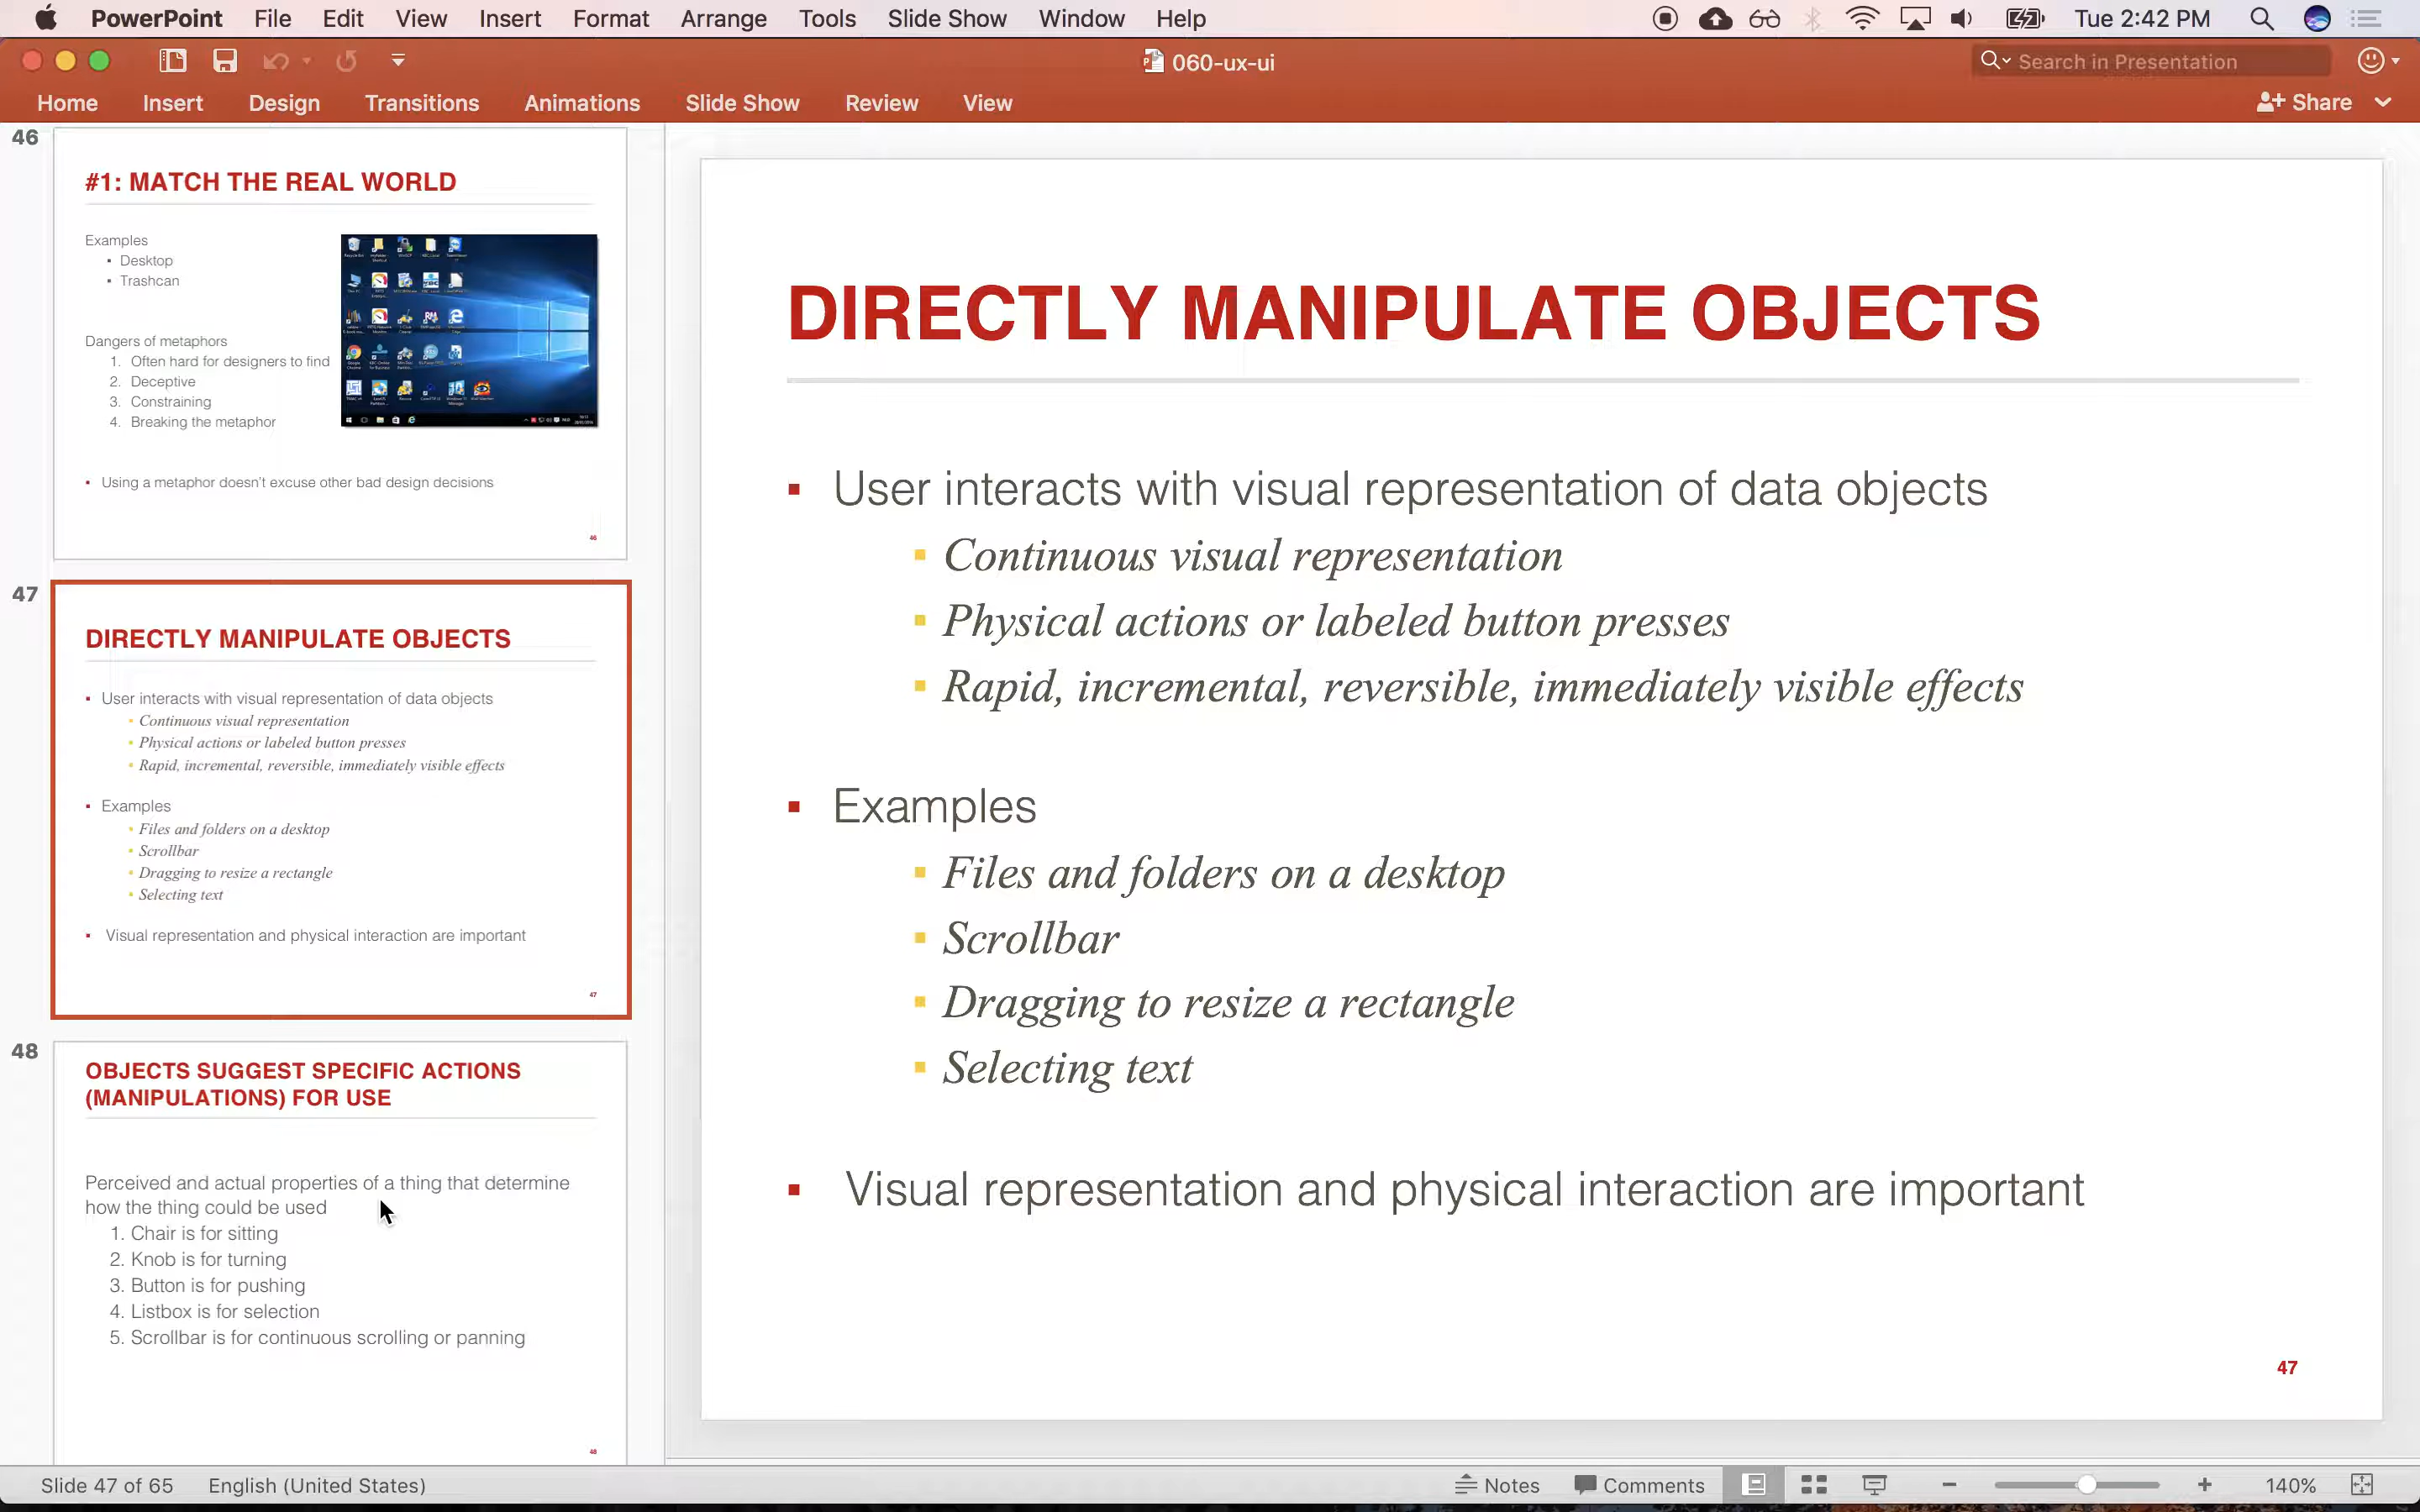 PowerPoint File Edit View Insert Format Arrange Tools Slide Show Window Help Tue 2:42 PM
060-ux-ui
Search in Presentation
Home Insert Design Transitions Animations Slide Show Review View Share
46
#1: MATCH THE REAL WORLD
Examples
▪ Desktop
▪ Trashcan
Dangers of metaphors
1. Often hard for designers to find
2. Deceptive
3. Constraining
4. Breaking the metaphor
▪ Using a metaphor doesn't excuse other bad design decisions
46
47
DIRECTLY MANIPULATE OBJECTS
▪ User interacts with visual representation of data objects
▪ Continuous visual representation
▪ Physical actions or labeled button presses
▪ Rapid, incremental, reversible, immediately visible effects
▪ Examples
▪ Files and folders on a desktop
▪ Scrollbar
▪ Dragging to resize a rectangle
▪ Selecting text
▪ Visual representation and physical interaction are important
47
48
OBJECTS SUGGEST SPECIFIC ACTIONS
(MANIPULATIONS) FOR USE
Perceived and actual properties of a thing that determine
how the thing could be used
1. Chair is for sitting
2. Knob is for turning
3. Button is for pushing
4. Listbox is for selection
5. Scrollbar is for continuous scrolling or panning
48
DIRECTLY MANIPULATE OBJECTS
▪ User interacts with visual representation of data objects
▪ Continuous visual representation
▪ Physical actions or labeled button presses
▪ Rapid, incremental, reversible, immediately visible effects
▪ Examples
▪ Files and folders on a desktop
▪ Scrollbar
▪ Dragging to resize a rectangle
▪ Selecting text
▪ Visual representation and physical interaction are important
47
Slide 47 of 65 English (United States) Notes Comments 140%